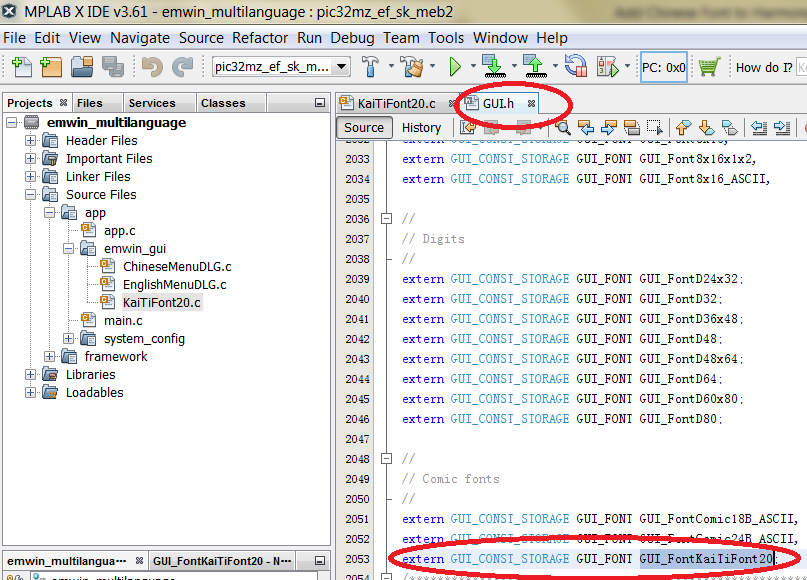 MPLAB X IDE v3.61 - emwin_multilanguage : pic32mz_ef_sk_meb2
File Edit View Navigate Source Refactor Run Debug Team Tools Window Help
pic32mz_ef_sk_m... PC: 0x0 How do I?
Projects Files Services Classes
KaiTiFont20.c GUI.h
Source History
emwin_multilanguage
Header Files
Important Files
Linker Files
Source Files
app
app.c
emwin_gui
ChineseMenuDLG.c
EnglishMenuDLG.c
KaiTiFont20.c
main.c
system_config
framework
Libraries
Loadables
2033 extern GUI_CONST_STORAGE GUI_FONT GUI_Font8x16x1x2,
2034 extern GUI_CONST_STORAGE GUI_FONT GUI_Font8x16_ASCII,
2035
2036 //
2037 // Digits
2038 //
2039 extern GUI_CONST_STORAGE GUI_FONT GUI_FontD24x32;
2040 extern GUI_CONST_STORAGE GUI_FONT GUI_FontD32;
2041 extern GUI_CONST_STORAGE GUI_FONT GUI_FontD36x48;
2042 extern GUI_CONST_STORAGE GUI_FONT GUI_FontD48;
2043 extern GUI_CONST_STORAGE GUI_FONT GUI_FontD48x64;
2044 extern GUI_CONST_STORAGE GUI_FONT GUI_FontD64;
2045 extern GUI_CONST_STORAGE GUI_FONT GUI_FontD60x80;
2046 extern GUI_CONST_STORAGE GUI_FONT GUI_FontD80;
2047
2048 //
2049 // Comic fonts
2050 //
2051 extern GUI_CONST_STORAGE GUI_FONT GUI_FontComic18B_ASCII,
2052 extern GUI_CONST_STORAGE GUI_FONT GUI_FontComic24B_ASCII,
2053 extern GUI_CONST_STORAGE GUI_FONT GUI_FontKaiTiFont20;
emwin_multilangua··· GUI_FontKaiTiFont20 - N···